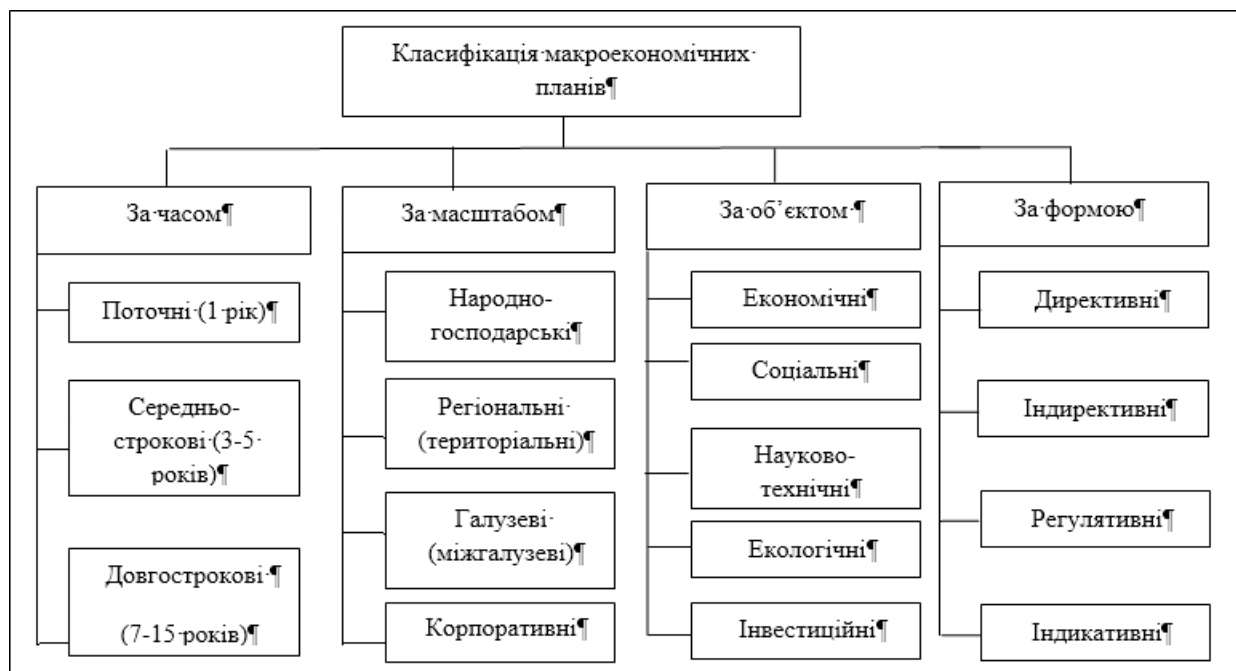 Класифікація·макроекономічних·
планів¶
За·часом¶
Поточні·(1·рік)¶
Середньо-
строкові·(3-5·
років)¶
Довгострокові·¶
(7-15·років)¶
За·масштабом¶
Народно-
господарські¶
Регіональні·
(територіальні)¶
Галузеві·
(міжгалузеві)¶
Корпоративні¶
За·об’єктом·¶
Економічні¶
Соціальні¶
Науково-
технічні¶
Екологічні¶
Інвестиційні¶
За·формою¶
Директивні¶
Індирективні¶
Регулятивні¶
Індикативні¶